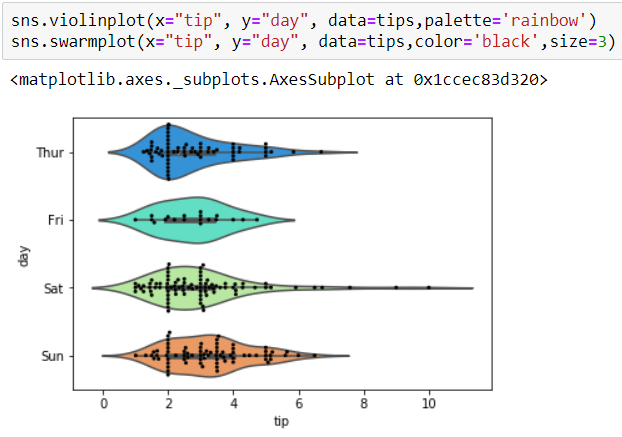 sns.violinplot(x="tip", y="day", data=tips,palette='rainbow')
sns.swarmplot(x="tip", y="day", data=tips,color='black',size=3)
<matplotlib.axes._subplots.AxesSubplot at 0x1ccec83d320>
Thur
Fri
day
Sat
Sun
0 2 4 6 8 10
tip